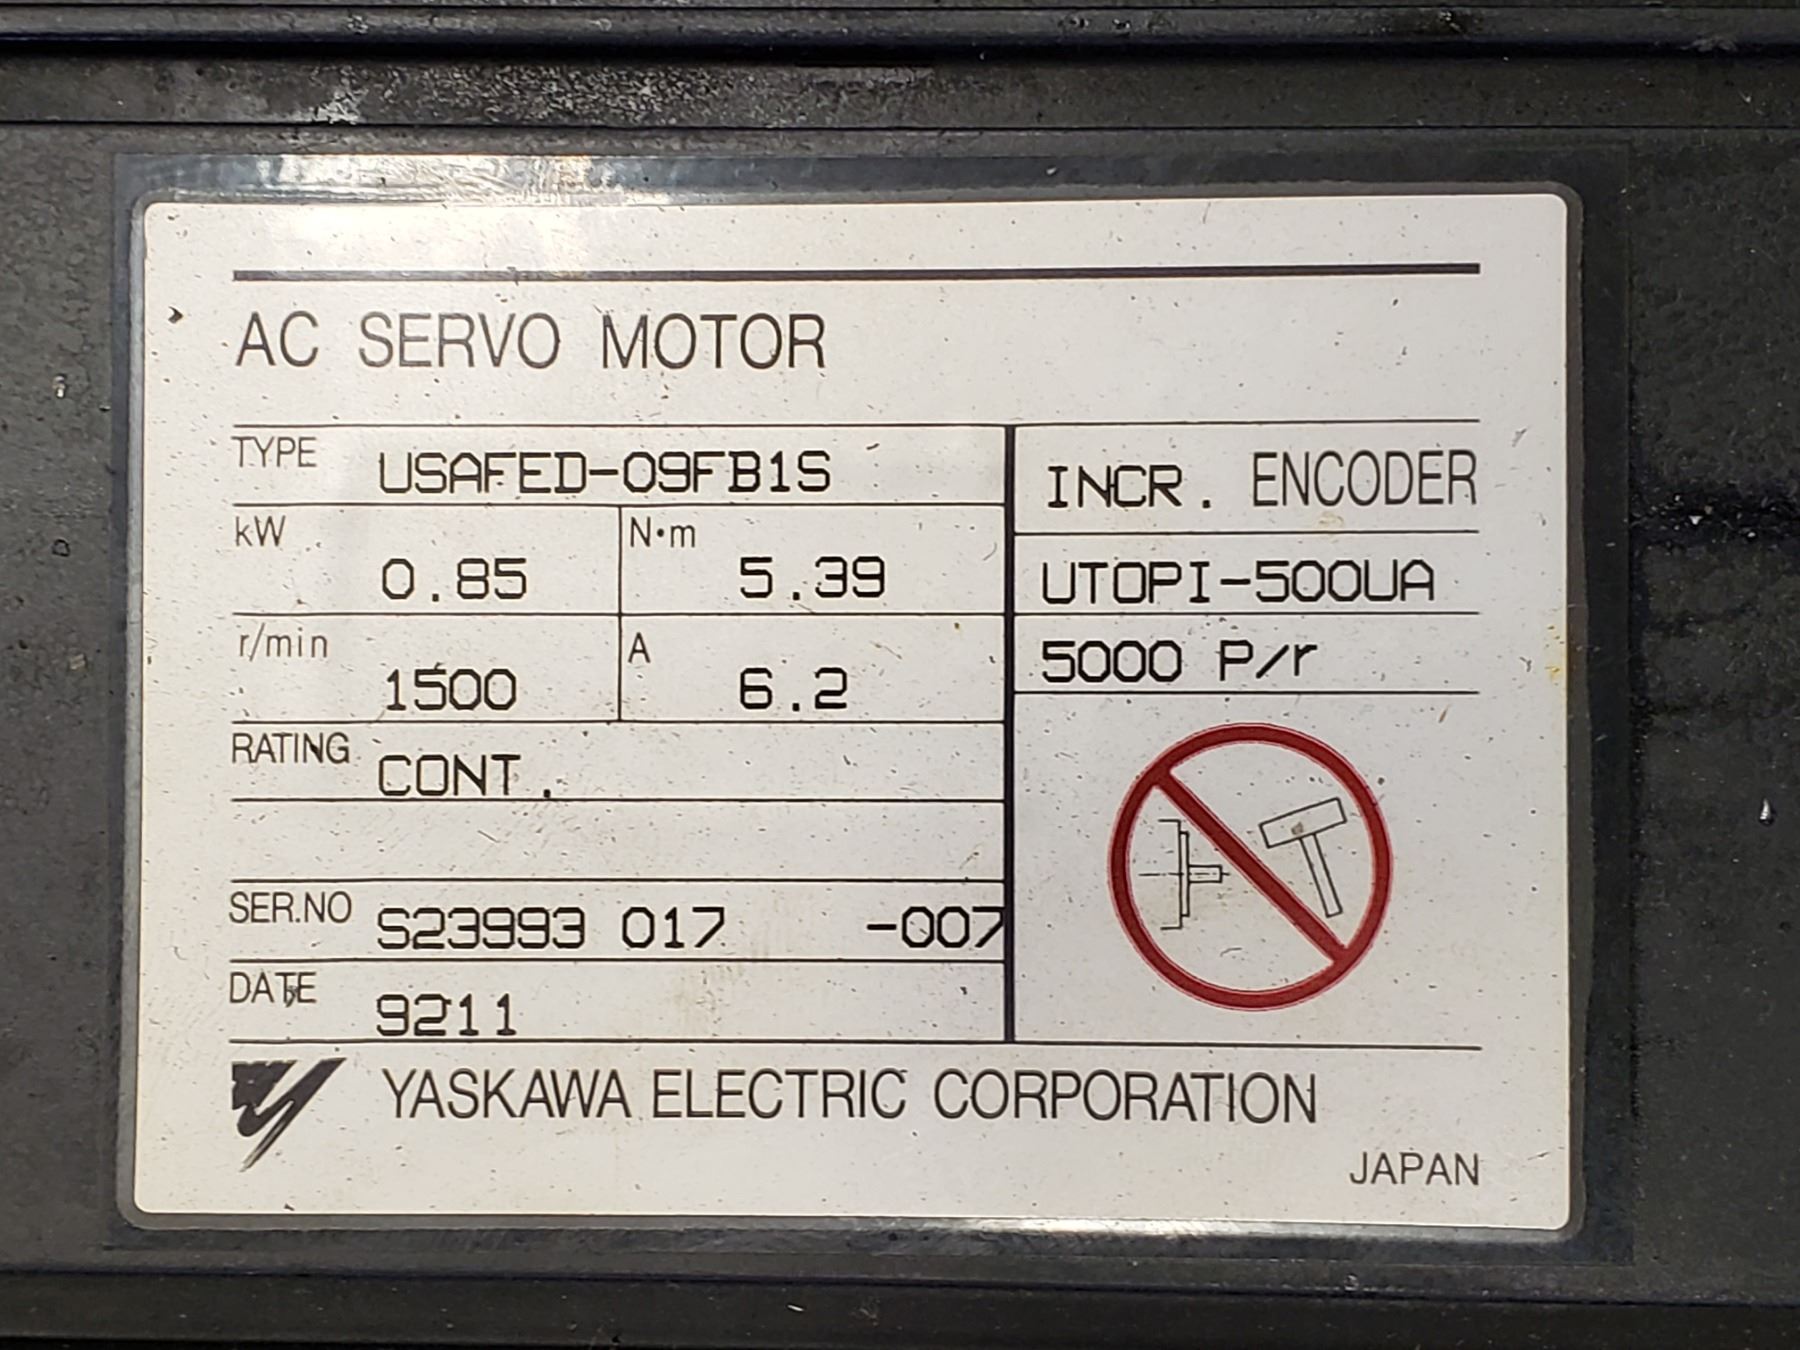 AC SERVO MOTOR
TYPE USAFED-09FB1S
kW 0.85 N·m 5.39
r/min 1500 A 6.2
RATING CONT.
SER.NO S23993 017 -007
DATE 9211
INCR. ENCODER
UTOPI-500UA
5000 P/r
YASKAWA ELECTRIC CORPORATION
JAPAN